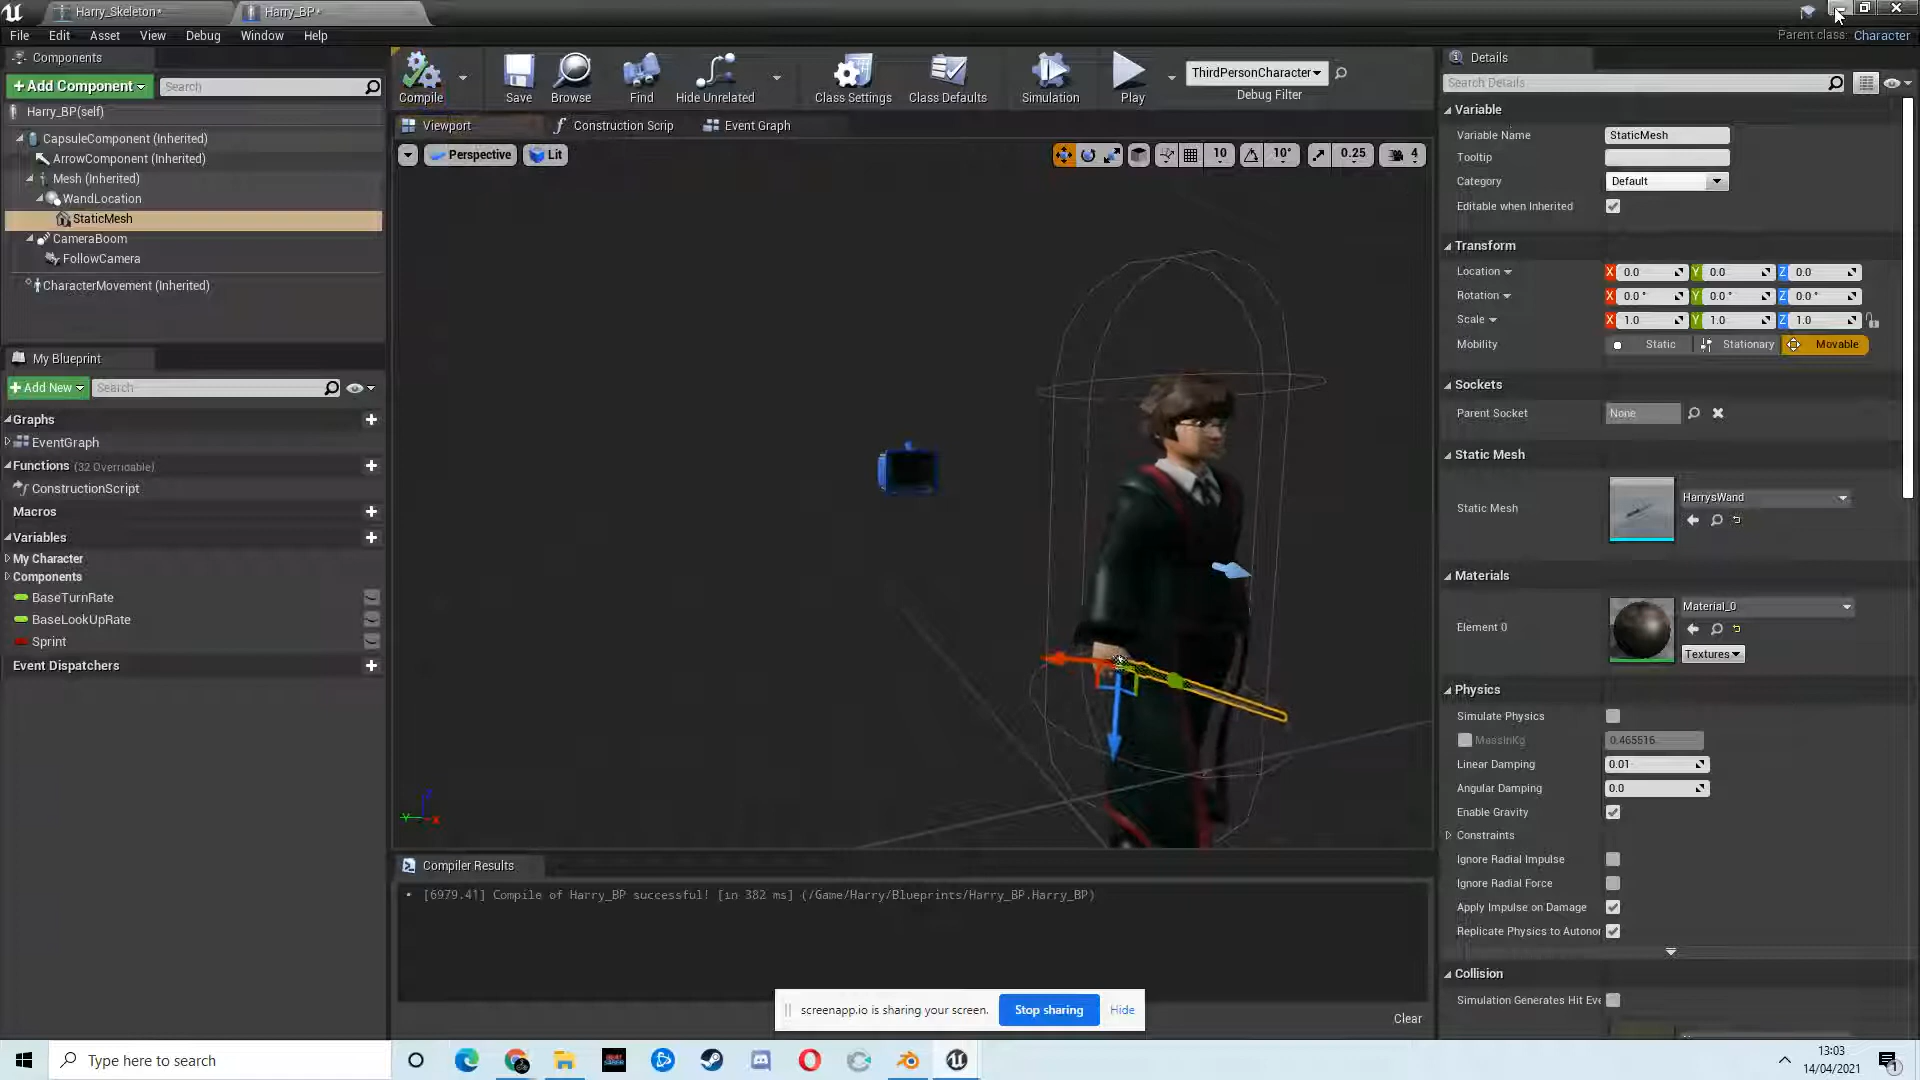 Harry_Skeleton*
Harry_BP*
File Edit Asset View Debug Window Help
Parent class: Character
Components
+Add Component
Search
Harry_BP(self)
CapsuleComponent (Inherited)
ArrowComponent (Inherited)
Mesh (Inherited)
WandLocation
StaticMesh
CameraBoom
FollowCamera
CharacterMovement (Inherited)
My Blueprint
+Add New
Search
Graphs
EventGraph
Functions (32 Overridable)
ConstructionScript
Macros
Variables
My Character
Components
BaseTurnRate
BaseLookUpRate
Sprint
Event Dispatchers
Compile
Save
Browse
Find
Hide Unrelated
Class Settings
Class Defaults
Simulation
Play
ThirdPersonCharacter
Debug Filter
Viewport
Construction Scrip
Event Graph
Perspective
Lit
10
10°
0.25
4
Compiler Results
• [6979.41] Compile of Harry_BP successful! [in 382 ms] (/Game/Harry/Blueprints/Harry_BP.Harry_BP)
Clear
Details
Search Details
Variable
Variable Name StaticMesh
Tooltip
Category Default
Editable when Inherited
Transform
Location X 0.0 Y 0.0 Z 0.0
Rotation X 0.0 ° Y 0.0 ° Z 0.0 °
Scale X 1.0 Y 1.0 Z 1.0
Mobility Static Stationary Movable
Sockets
Parent Socket None
Static Mesh
Static Mesh HarrysWand
Materials
Element 0 Material_0
Textures
Physics
Simulate Physics
MassInKg 0.465516
Linear Damping 0.01
Angular Damping 0.0
Enable Gravity
Constraints
Ignore Radial Impulse
Ignore Radial Force
Apply Impulse on Damage
Replicate Physics to Autonor
Collision
Simulation Generates Hit Eve
screenapp.io is sharing your screen. Stop sharing Hide
Type here to search
13:03
14/04/2021